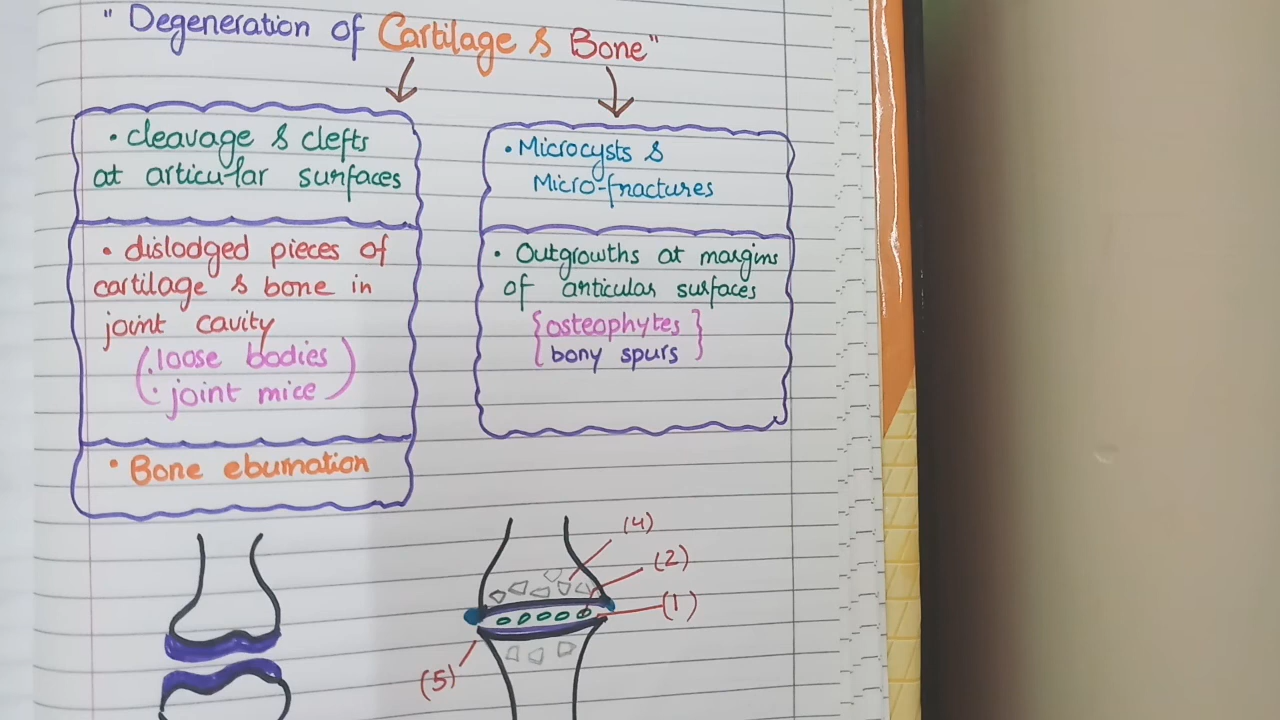 " Degeneration of Cartilage & Bone"
• cleavage & clefts
at articular surfaces
• dislodged pieces of
cartilage & bone in
joint cavity
(• loose bodies
• joint mice)
• Bone eburnation
• Microcysts &
Micro-fractures
• Outgrowths at margins
of articular surfaces
{osteophytes}
[bony spurs]
(4)
(2)
(1)
(5)